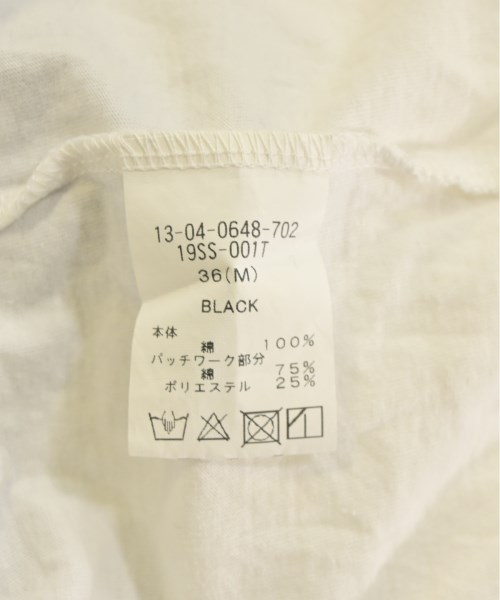 13-04-0648-702
19SS-001T
36(M)
BLACK
本体
綿 100%
パッチワーク部分
綿 75%
ポリエステル 25%